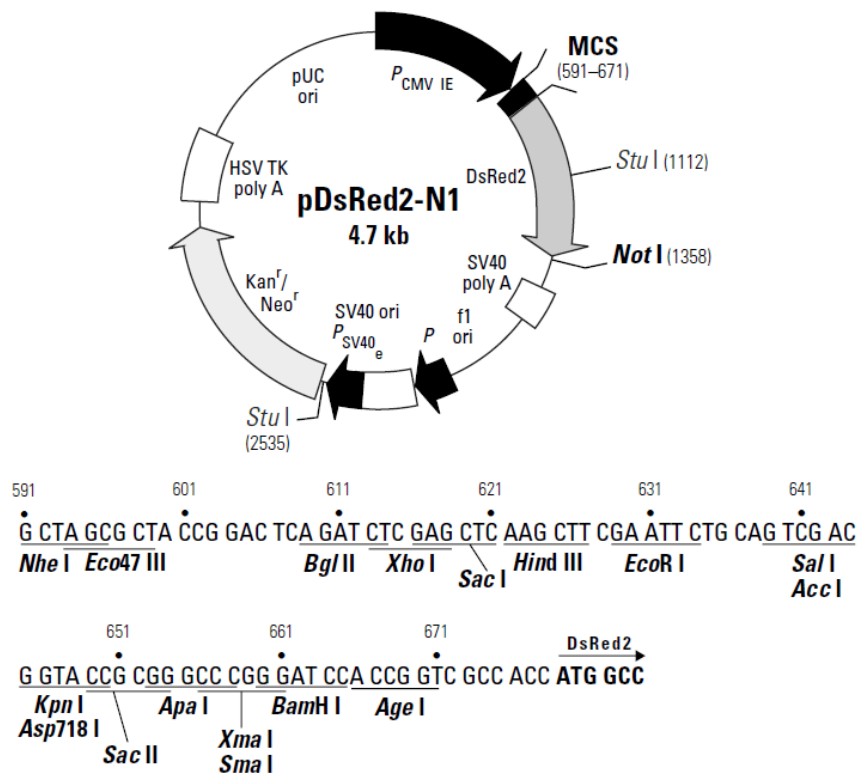 MCS
(591–671)
P CMV IE
pUC
ori
Stu I (1112)
DsRed2
HSV TK
poly A
pDsRed2-N1
4.7 kb
Not I (1358)
SV40
poly A
Kanʳ/
Neoʳ
SV40 ori
P SV40 e
P
f1
ori
Stu I
(2535)
591 601 611 621 631 641
G CTA GCG CTA CCG GAC TCA GAT CTC GAG CTC AAG CTT CGA ATT CTG CAG TCG AC
Nhe I Eco47 III Bgl II Xho I Sac I Hind III EcoR I Sal I
Acc I
651 661 671 DsRed2
G GTA CCG CGG GCC CGG GAT CCA CCG GTC GCC ACC ATG GCC
Kpn I Apa I BamH I Age I
Asp718 I
Sac II Xma I
Sma I